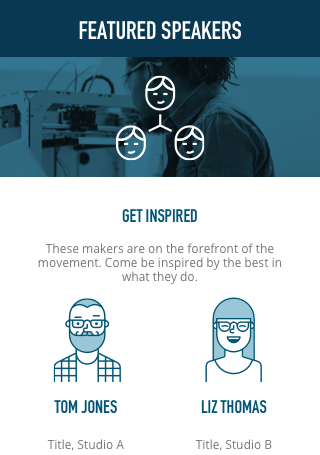 FEATURED SPEAKERS
GET INSPIRED
These makers are on the forefront of the
movement. Come be inspired by the best in
what they do.
TOM JONES
LIZ THOMAS
Title, Studio A
Title, Studio B